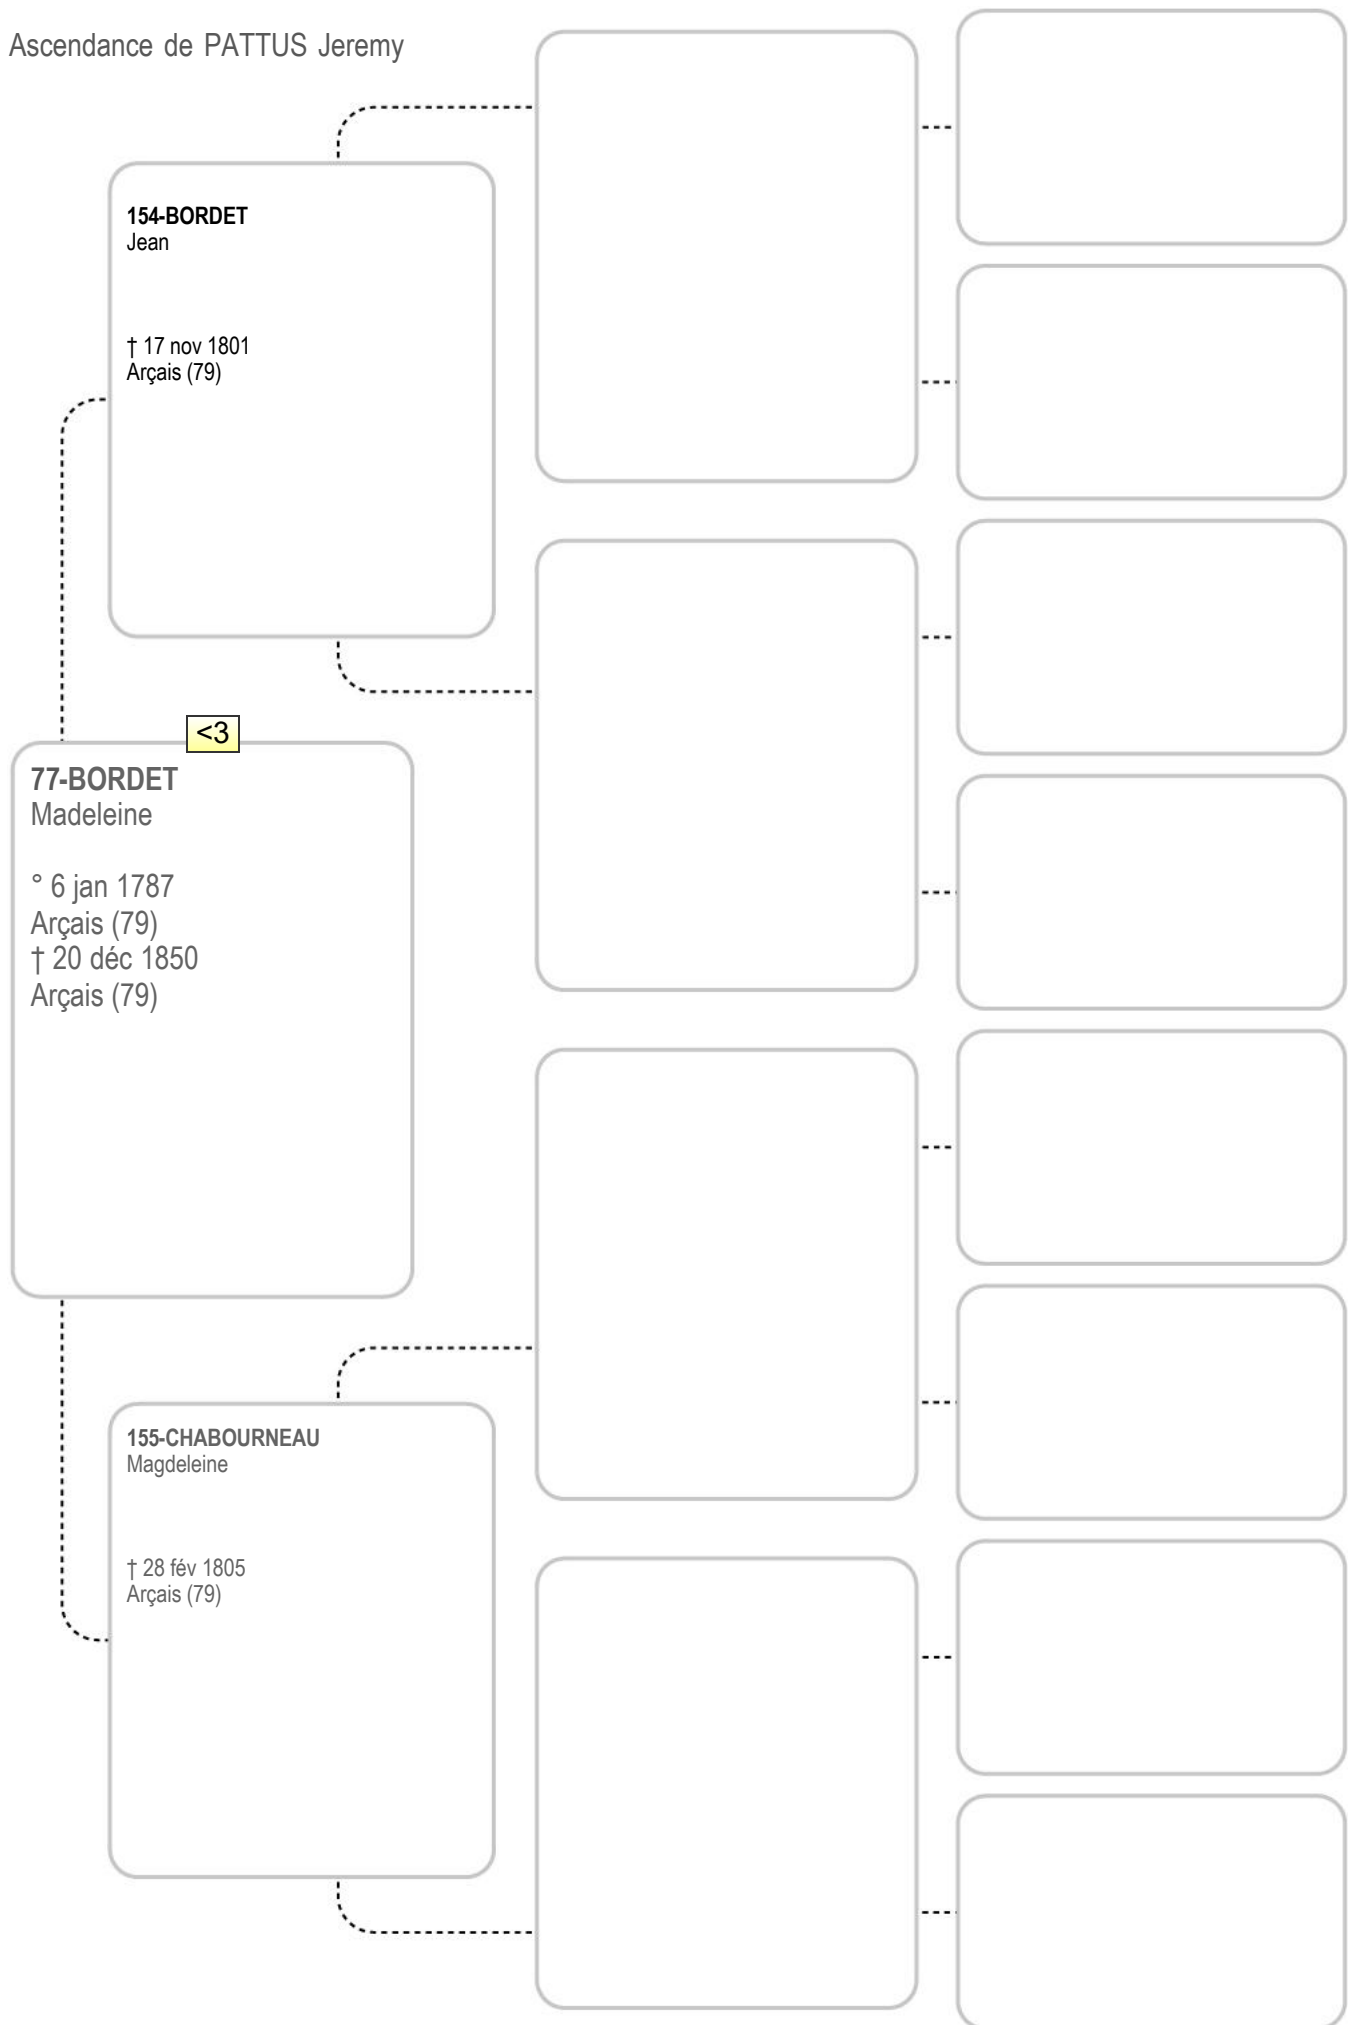 Ascendance de PATTUS Jeremy
154-BORDET
Jean
† 17 nov 1801
Arçais (79)
<3
77-BORDET
Madeleine
° 6 jan 1787
Arçais (79)
† 20 déc 1850
Arçais (79)
155-CHABOURNEAU
Magdeleine
† 28 fév 1805
Arçais (79)